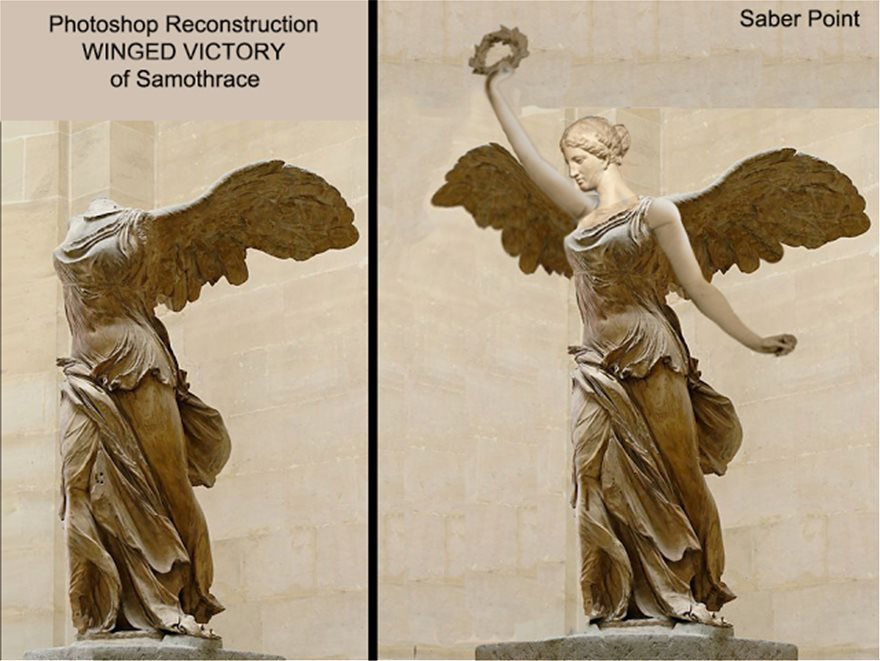 Photoshop Reconstruction
WINGED VICTORY
of Samothrace
Saber Point